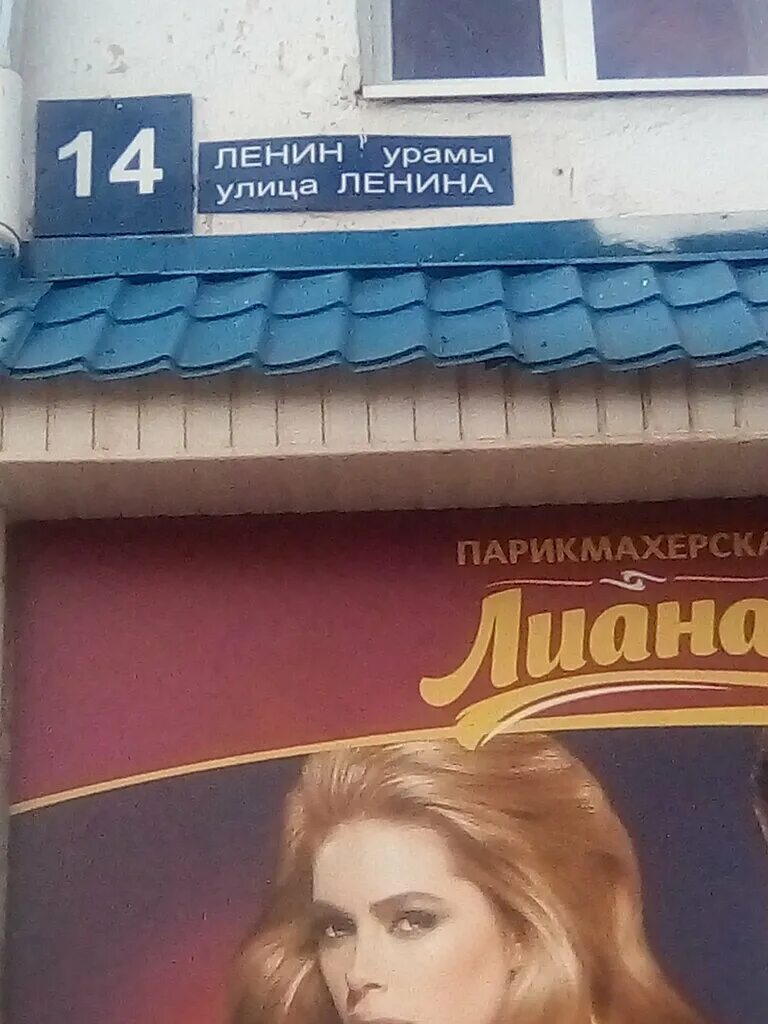 14
ЛЕНИН урамы
улица ЛЕНИНА
ПАРИКМАХЕРСКА
Лиана